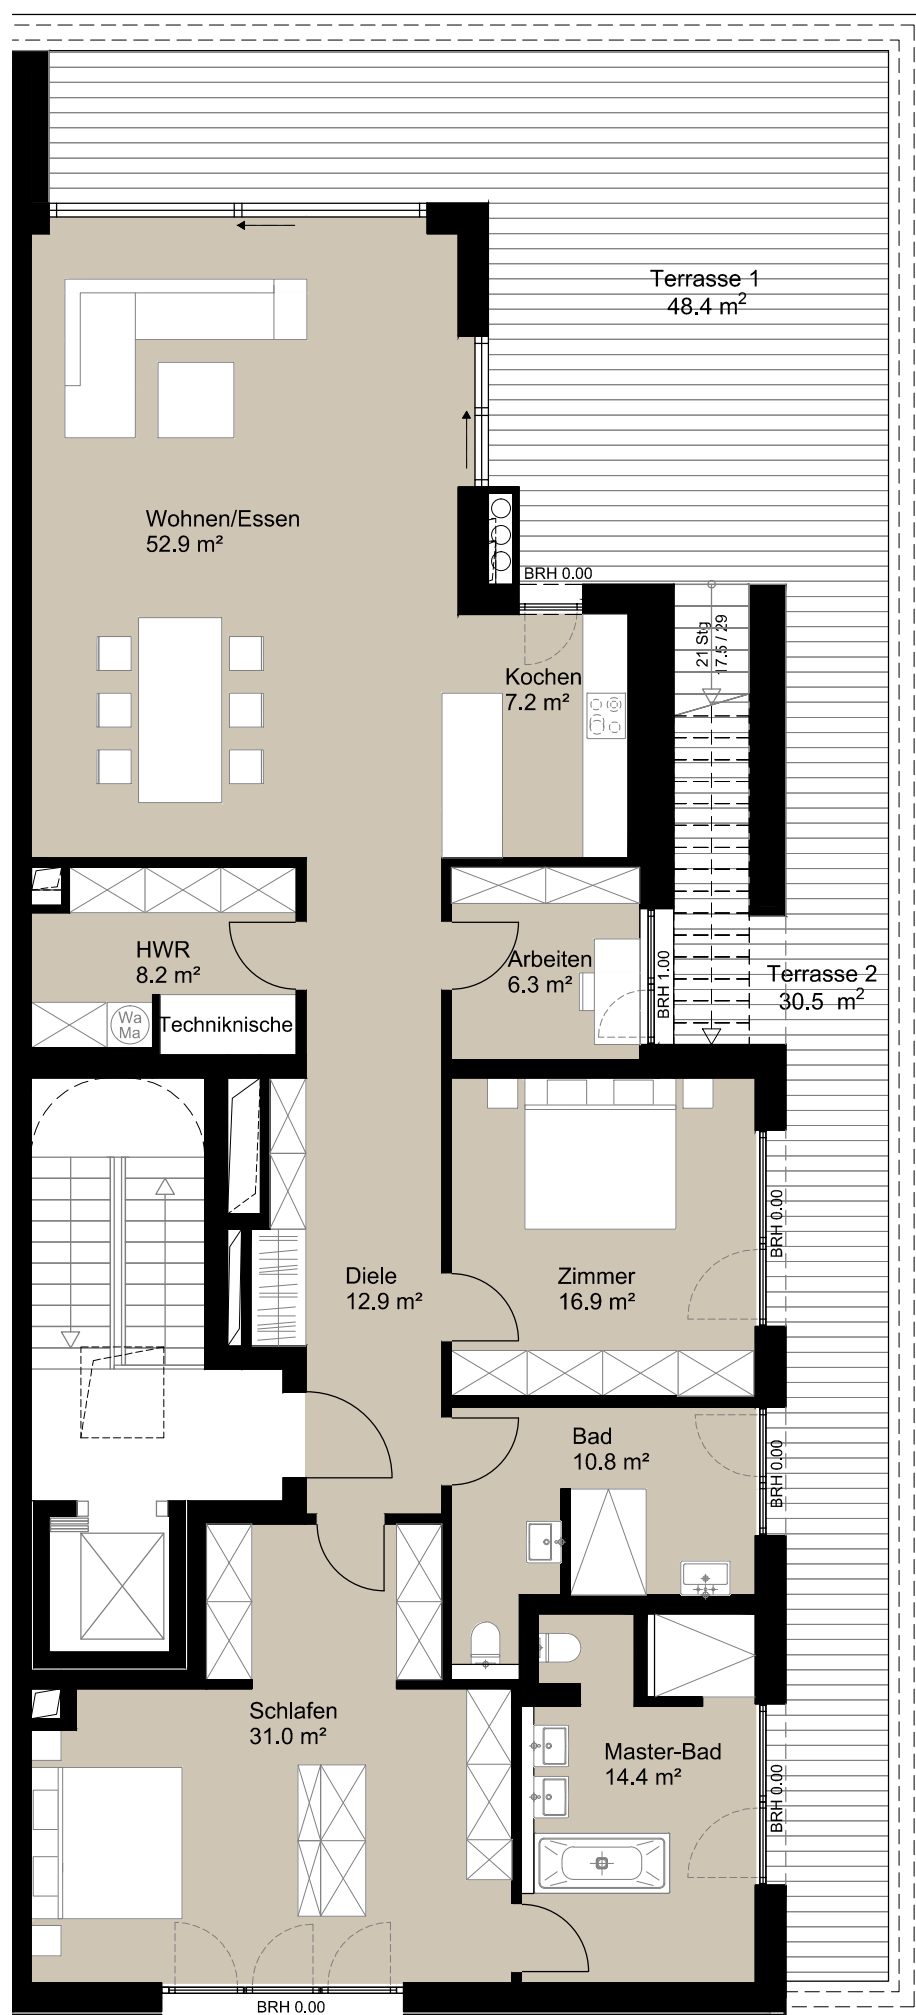 Terrasse 1
48.4 m²
Wohnen/Essen
52.9 m²
BRH 0.00
21 Stg
17.5 / 29
Kochen
7.2 m²
HWR
8.2 m²
Arbeiten
6.3 m²
BRH 1.00
Terrasse 2
30.5 m²
Wa
Ma
Techniknische
BRH 0.00
Diele
12.9 m²
Zimmer
16.9 m²
Bad
10.8 m²
BRH 0.00
Schlafen
31.0 m²
Master-Bad
14.4 m²
BRH 0.00
BRH 0.00